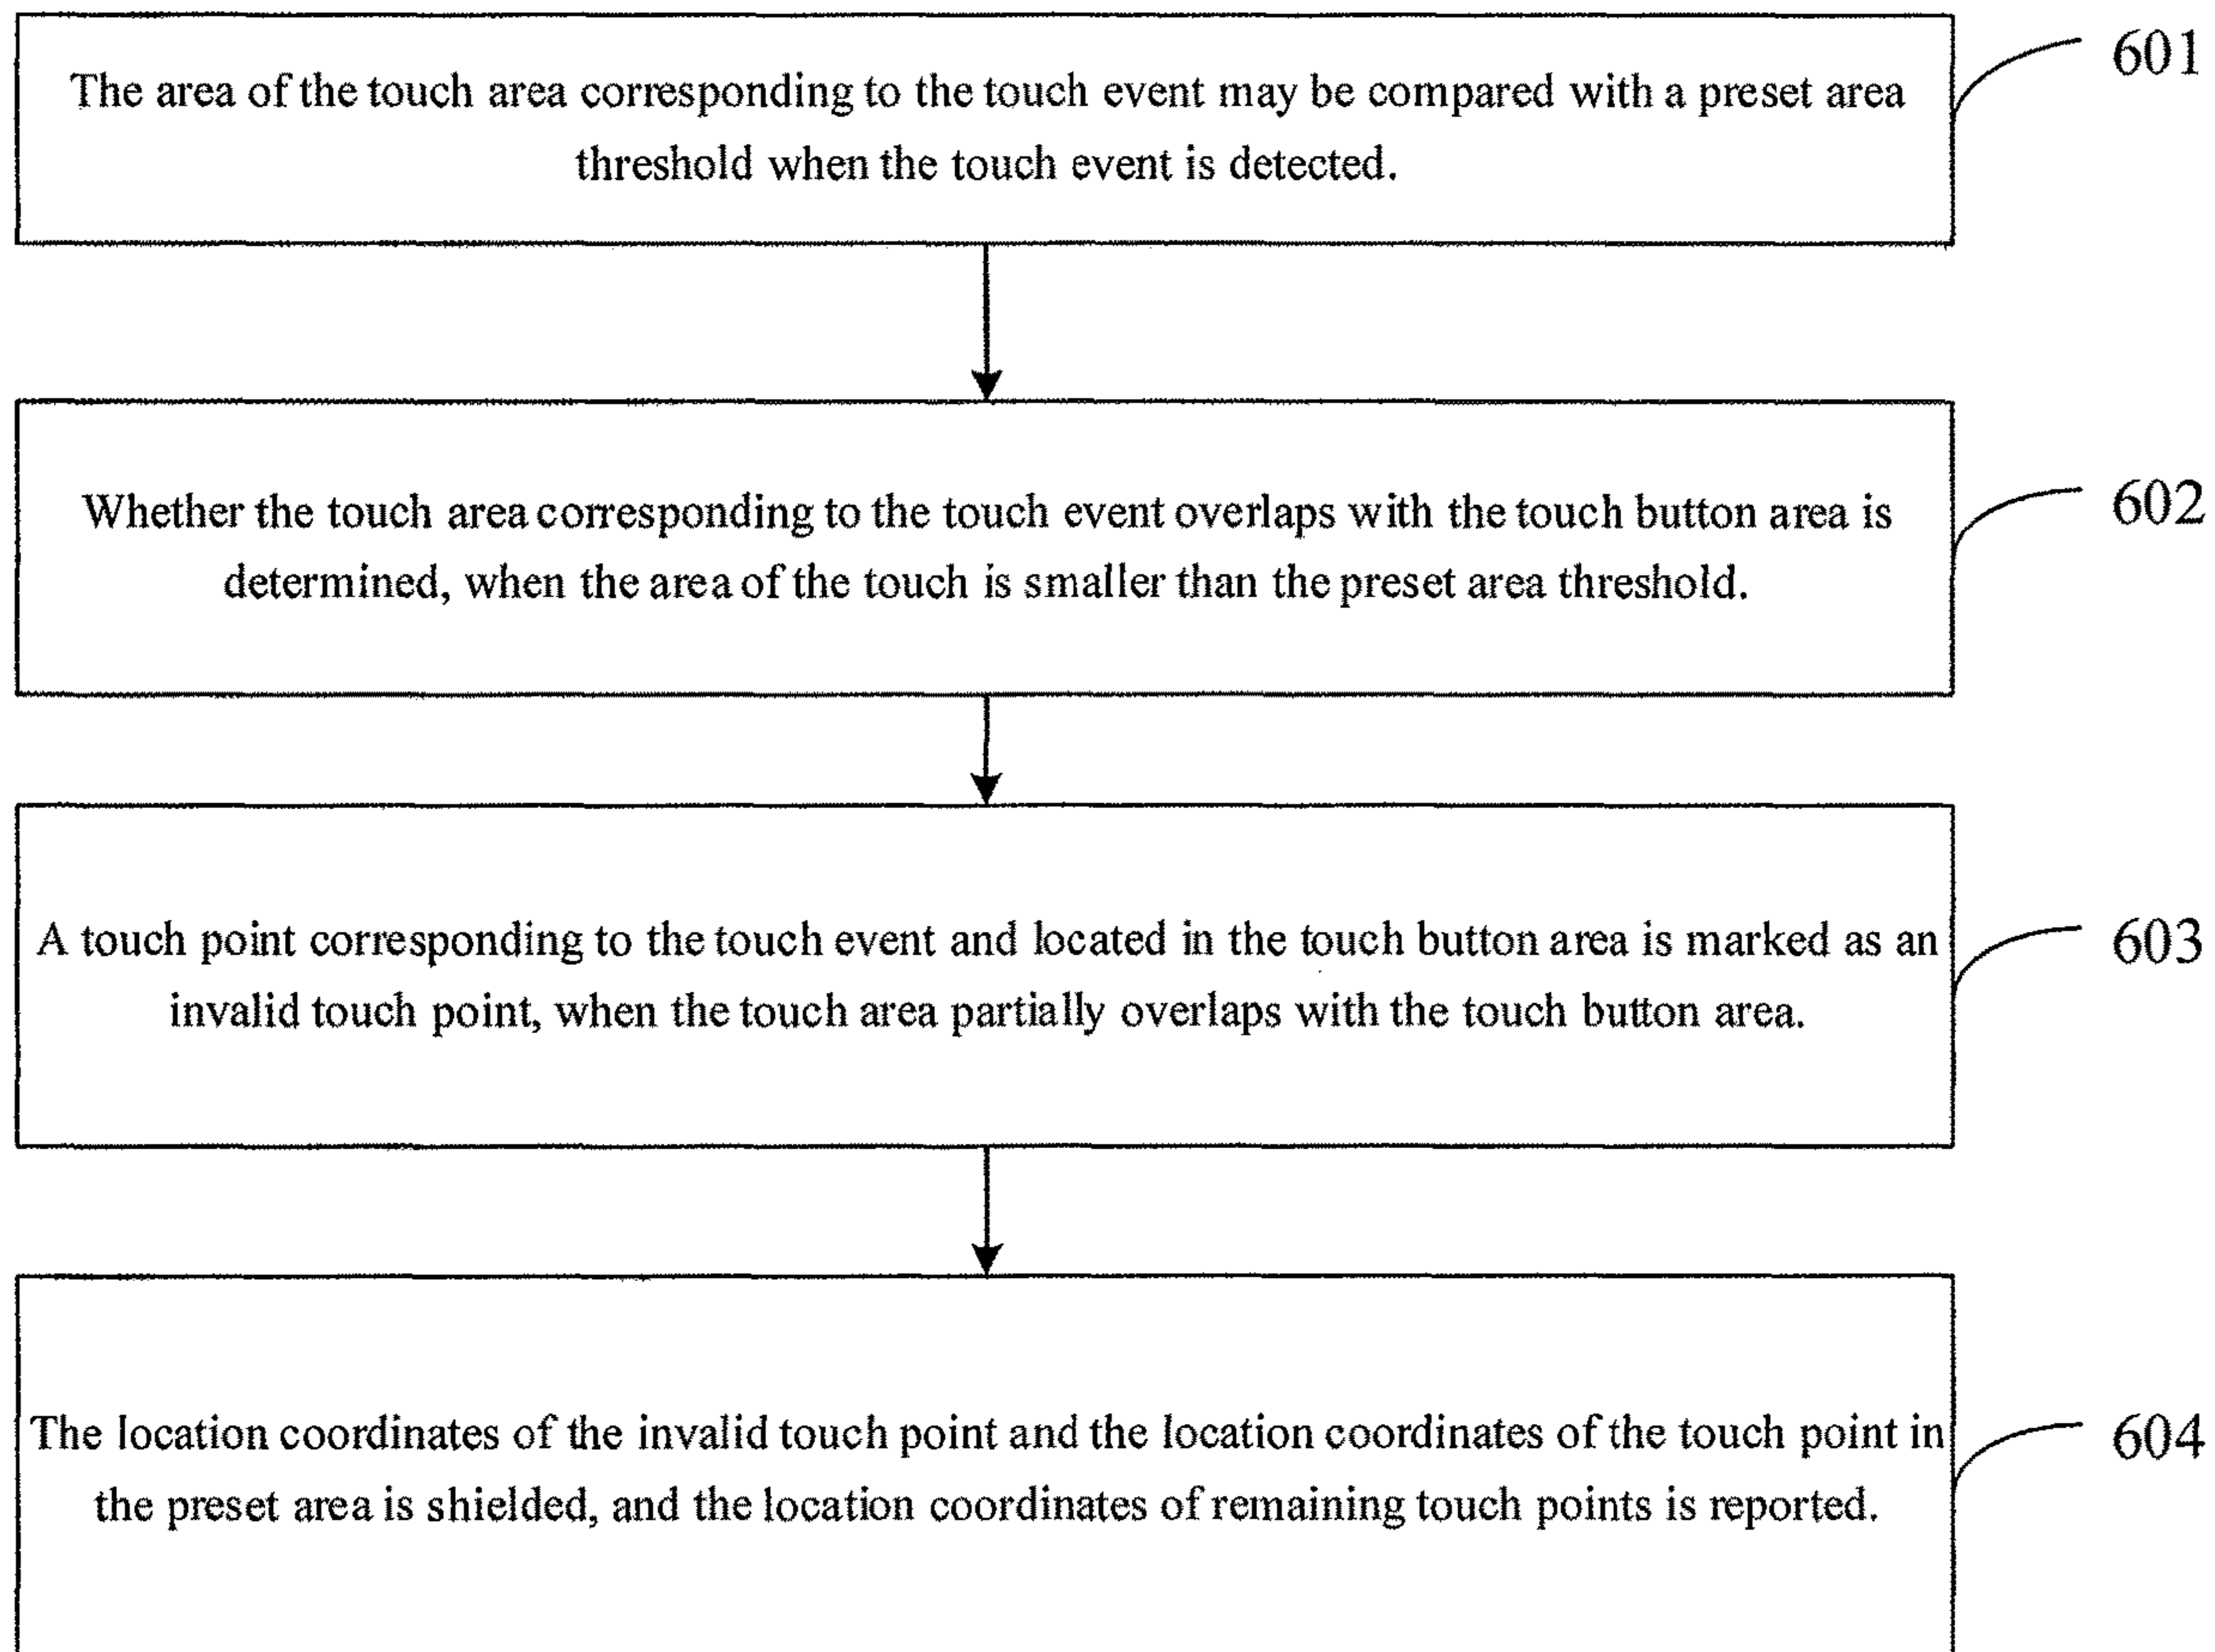 The area of the touch area corresponding to the touch event may be compared with a preset area
threshold when the touch event is detected.
601
Whether the touch area corresponding to the touch event overlaps with the touch button area is
determined, when the area of the touch is smaller than the preset area threshold.
602
A touch point corresponding to the touch event and located in the touch button area is marked as an
invalid touch point, when the touch area partially overlaps with the touch button area.
603
The location coordinates of the invalid touch point and the location coordinates of the touch point in
the preset area is shielded, and the location coordinates of remaining touch points is reported.
604